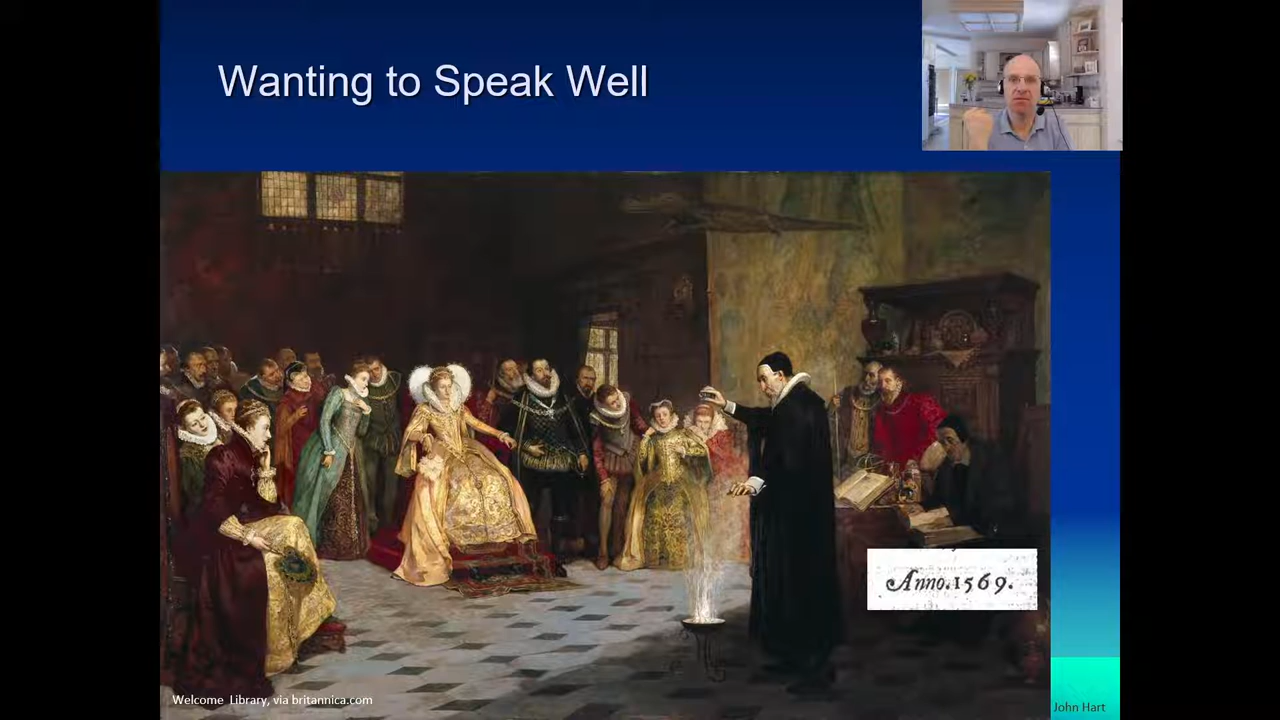 Wanting to Speak Well
Anno.1569.
Welcome Library, via britannica.com
John Hart